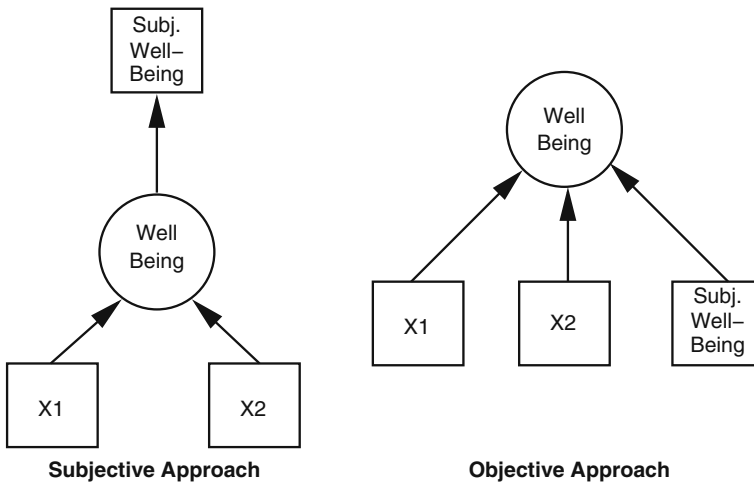 Subj.
Well–
Being
Well
Being
X1
X2
Subjective Approach
Well
Being
X1
X2
Subj.
Well–
Being
Objective Approach